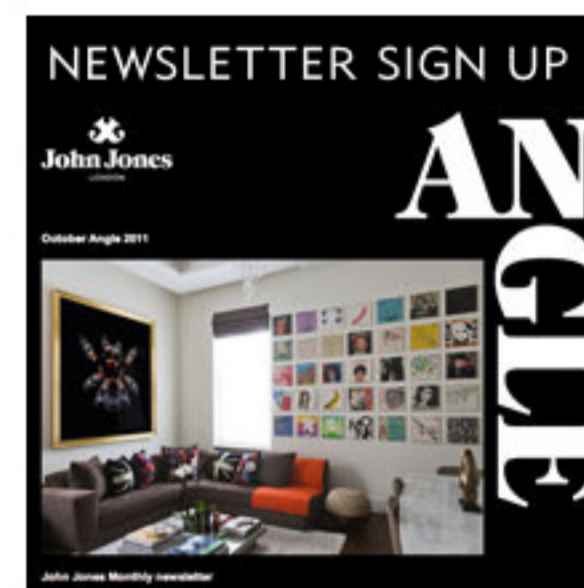 NEWSLETTER SIGN UP
John Jones
LONDON
ANGLE
October Angle 2011
John Jones Monthly newsletter